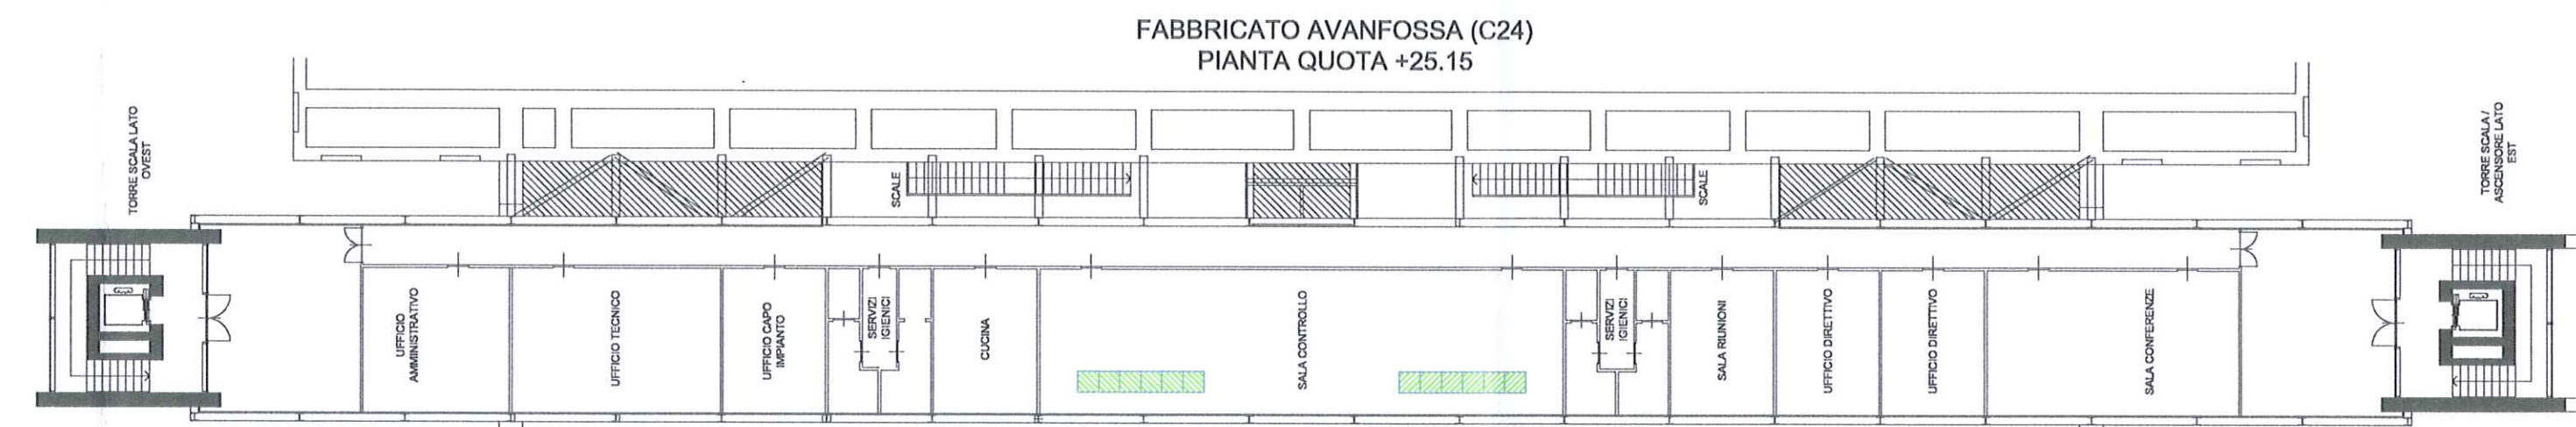 FABBRICATO AVANFOSSA (C24)
PIANTA QUOTA +25.15
TORRE SCALA LATO
OVEST
SCALE
SCALE
TORRE SCALA /
ASCENSORE LATO
EST
UFFICIO
AMMINISTRATIVO
UFFICIO TECNICO
UFFICIO CAPO
IMPIANTO
SERVIZI
IGIENICI
CUCINA
SALA CONTROLLO
SERVIZI
IGIENICI
SALA RIUNIONI
UFFICIO DIRETTIVO
UFFICIO DIRETTIVO
SALA CONFERENZE